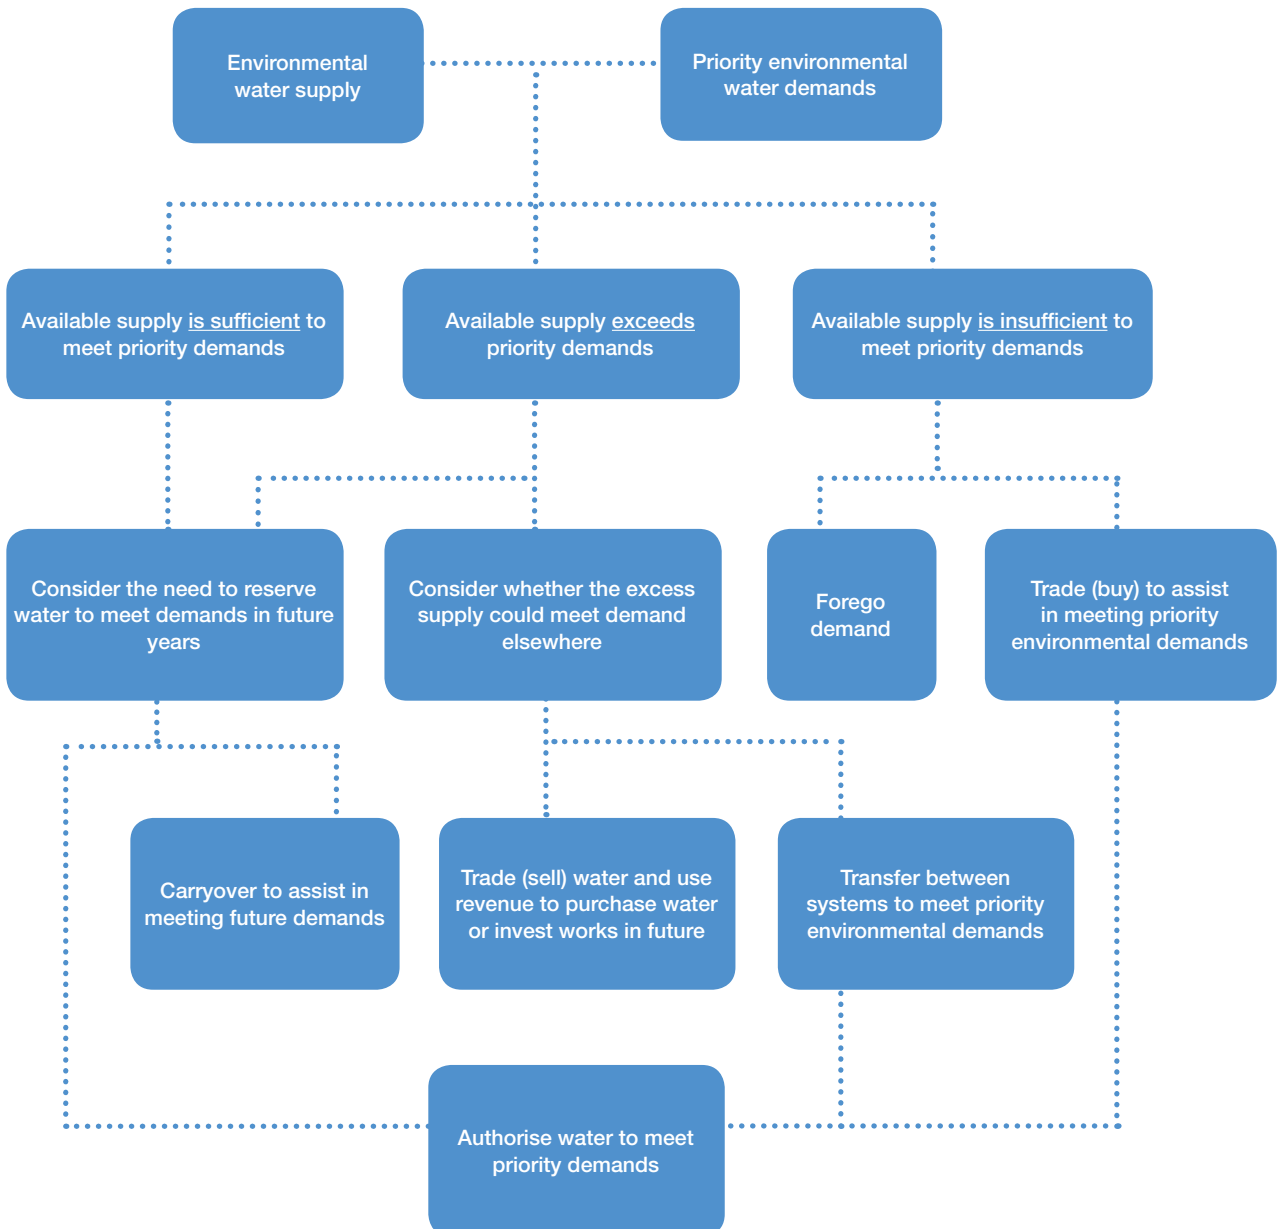 Environmental
water supply
Priority environmental
water demands
Available supply is sufficient to
meet priority demands
Available supply exceeds
priority demands
Available supply is insufficient to
meet priority demands
Consider the need to reserve
water to meet demands in future
years
Consider whether the excess
supply could meet demand
elsewhere
Forego
demand
Trade (buy) to assist
in meeting priority
environmental demands
Carryover to assist in
meeting future demands
Trade (sell) water and use
revenue to purchase water
or invest works in future
Transfer between
systems to meet priority
environmental demands
Authorise water to meet
priority demands